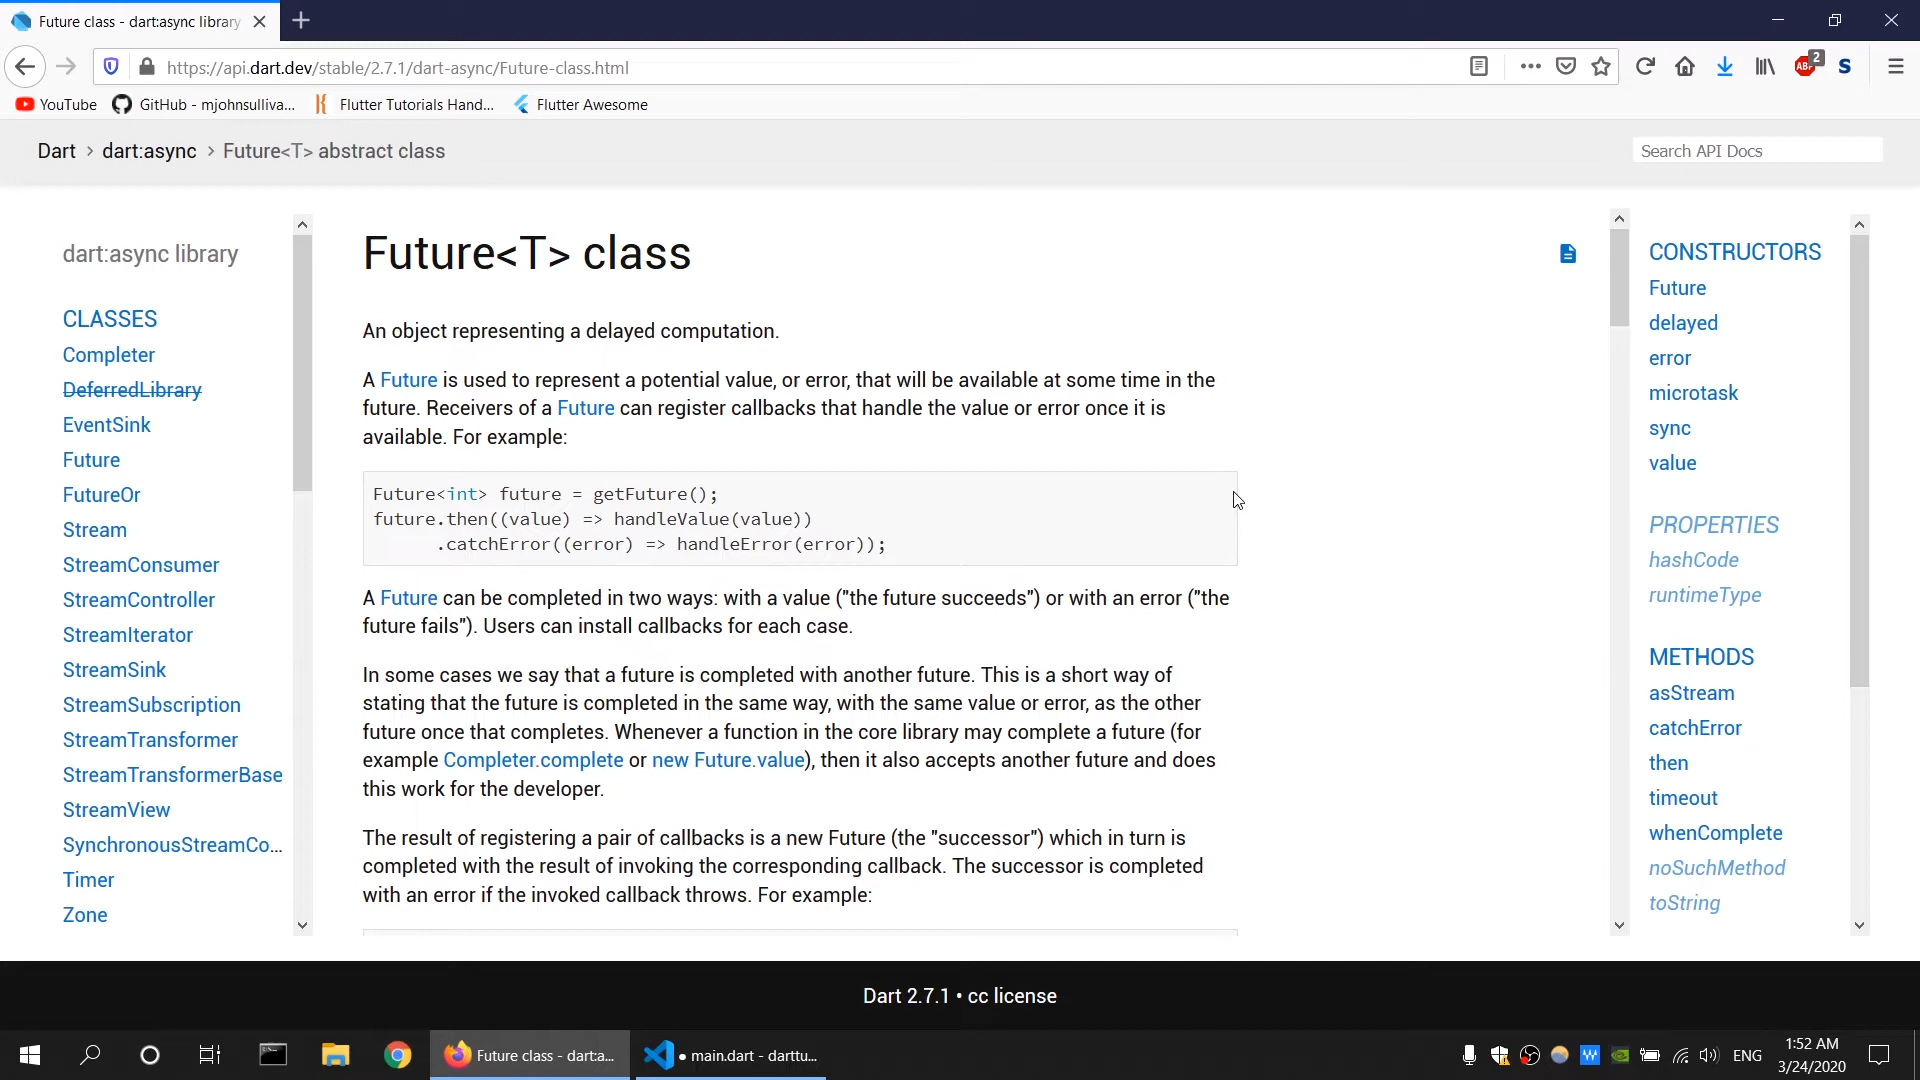 Future class - dart:async library
https://api.dart.dev/stable/2.7.1/dart-async/Future-class.html
ABP 2 S
YouTube GitHub - mjohnsulliva... Flutter Tutorials Hand... Flutter Awesome
Dart > dart:async > Future<T> abstract class
Search API Docs
dart:async library
CLASSES
Completer
DeferredLibrary
EventSink
Future
FutureOr
Stream
StreamConsumer
StreamController
StreamIterator
StreamSink
StreamSubscription
StreamTransformer
StreamTransformerBase
StreamView
SynchronousStreamCo...
Timer
Zone
Future<T> class
An object representing a delayed computation.
A Future is used to represent a potential value, or error, that will be available at some time in the
future. Receivers of a Future can register callbacks that handle the value or error once it is
available. For example:
Future<int> future = getFuture();
future.then((value) => handleValue(value))
      .catchError((error) => handleError(error));
A Future can be completed in two ways: with a value ("the future succeeds") or with an error ("the
future fails"). Users can install callbacks for each case.
In some cases we say that a future is completed with another future. This is a short way of
stating that the future is completed in the same way, with the same value or error, as the other
future once that completes. Whenever a function in the core library may complete a future (for
example Completer.complete or new Future.value), then it also accepts another future and does
this work for the developer.
The result of registering a pair of callbacks is a new Future (the "successor") which in turn is
completed with the result of invoking the corresponding callback. The successor is completed
with an error if the invoked callback throws. For example:
CONSTRUCTORS
Future
delayed
error
microtask
sync
value
PROPERTIES
hashCode
runtimeType
METHODS
asStream
catchError
then
timeout
whenComplete
noSuchMethod
toString
Dart 2.7.1 • cc license
Future class - dart:a...
● main.dart - darttu...
ENG
1:52 AM
3/24/2020